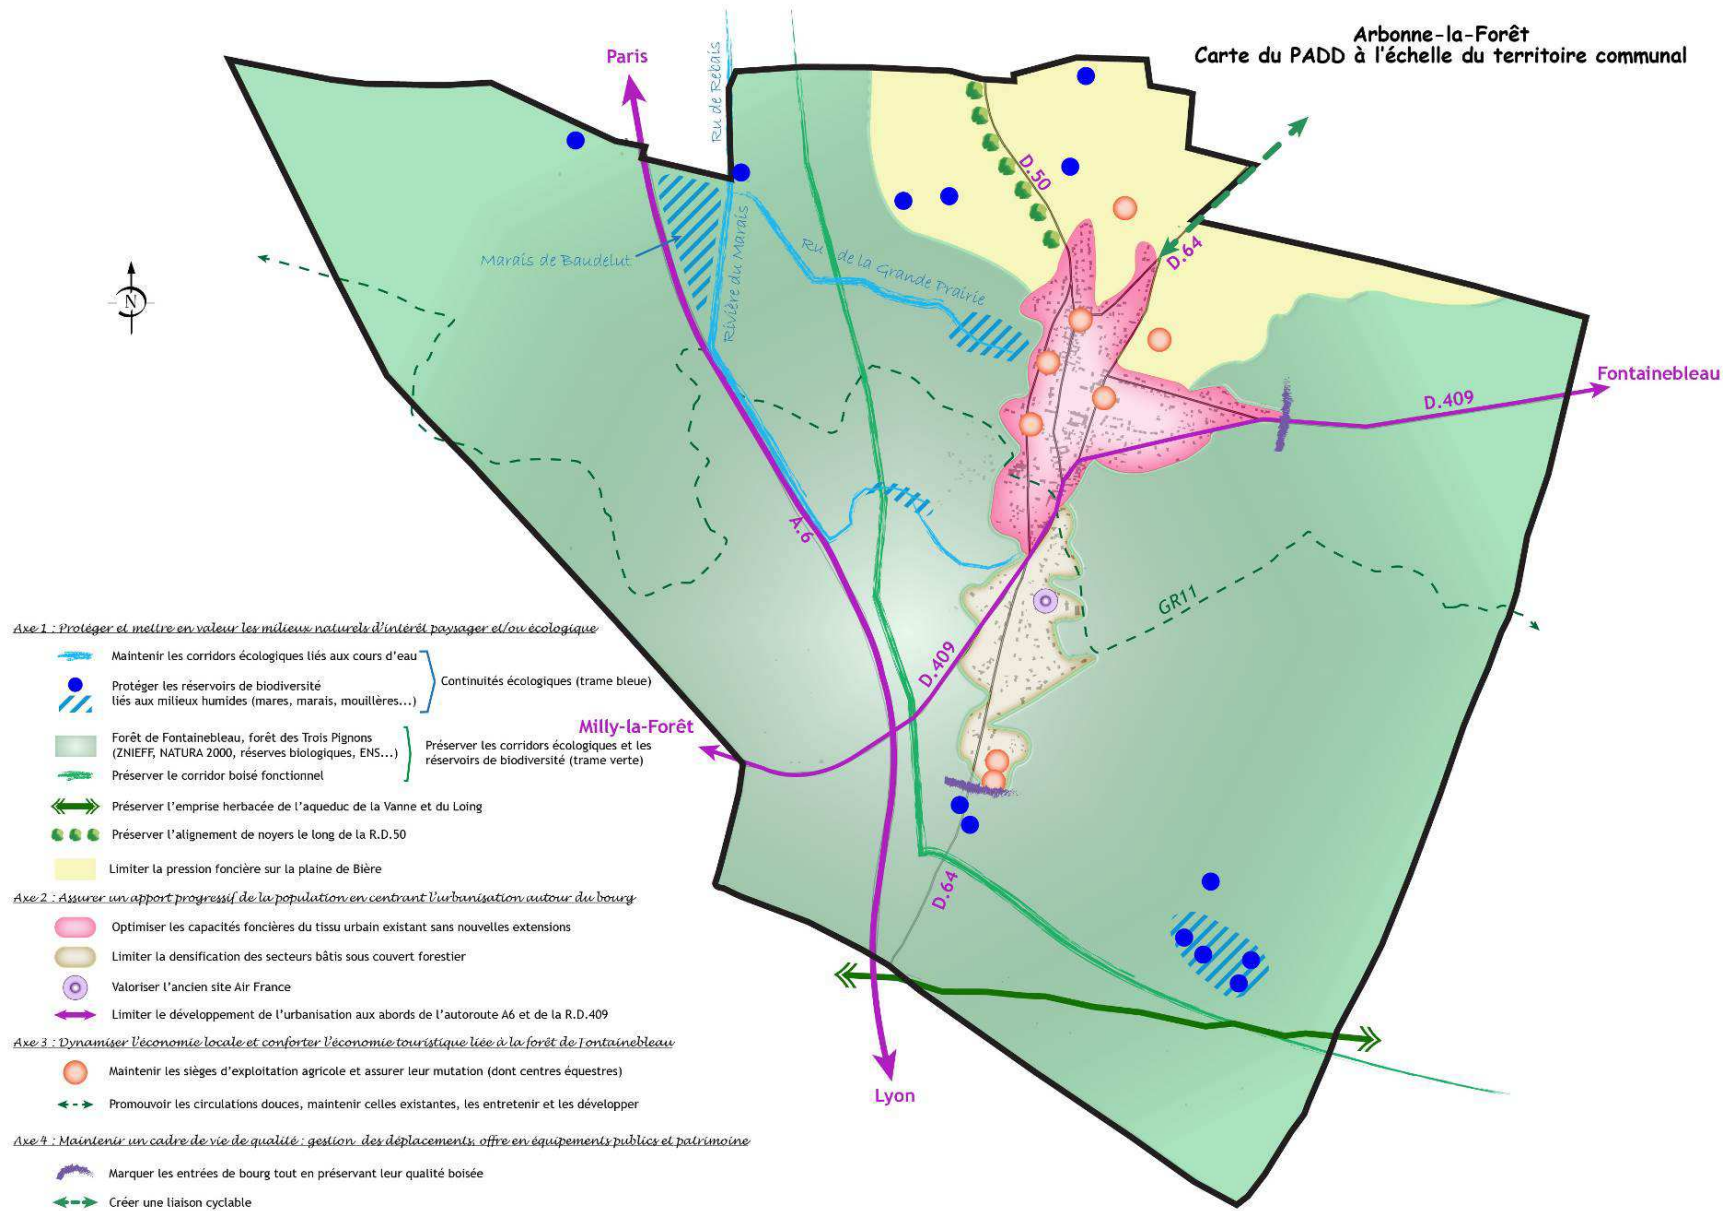 Arbonne-la-Forêt
Carte du PADD à l'échelle du territoire communal
Paris
Ru de Rebais
D.50
D.64
Marais de Baudelut
Rivière du Marais
Ru de la Grande Prairie
N
Fontainebleau
D.409
A.6
GR11
D.409
Milly-la-Forêt
D.64
Lyon
Axe 1 : Protéger et mettre en valeur les milieux naturels d'intérêt paysager et/ou écologique
Maintenir les corridors écologiques liés aux cours d'eau
Protéger les réservoirs de biodiversité
liés aux milieux humides (mares, marais, mouillères...)
Continuités écologiques (trame bleue)
Forêt de Fontainebleau, forêt des Trois Pignons
(ZNIEFF, NATURA 2000, réserves biologiques, ENS...)
Préserver le corridor boisé fonctionnel
Préserver les corridors écologiques et les
réservoirs de biodiversité (trame verte)
Préserver l'emprise herbacée de l'aqueduc de la Vanne et du Loing
Préserver l'alignement de noyers le long de la R.D.50
Limiter la pression foncière sur la plaine de Bière
Axe 2 : Assurer un apport progressif de la population en centrant l'urbanisation autour du bourg
Optimiser les capacités foncières du tissu urbain existant sans nouvelles extensions
Limiter la densification des secteurs bâtis sous couvert forestier
Valoriser l'ancien site Air France
Limiter le développement de l'urbanisation aux abords de l'autoroute A6 et de la R.D.409
Axe 3 : Dynamiser l'économie locale et conforter l'économie touristique liée à la forêt de Fontainebleau
Maintenir les sièges d'exploitation agricole et assurer leur mutation (dont centres équestres)
Promouvoir les circulations douces, maintenir celles existantes, les entretenir et les développer
Axe 4 : Maintenir un cadre de vie de qualité : gestion des déplacements, offre en équipements publics et patrimoine
Marquer les entrées de bourg tout en préservant leur qualité boisée
Créer une liaison cyclable